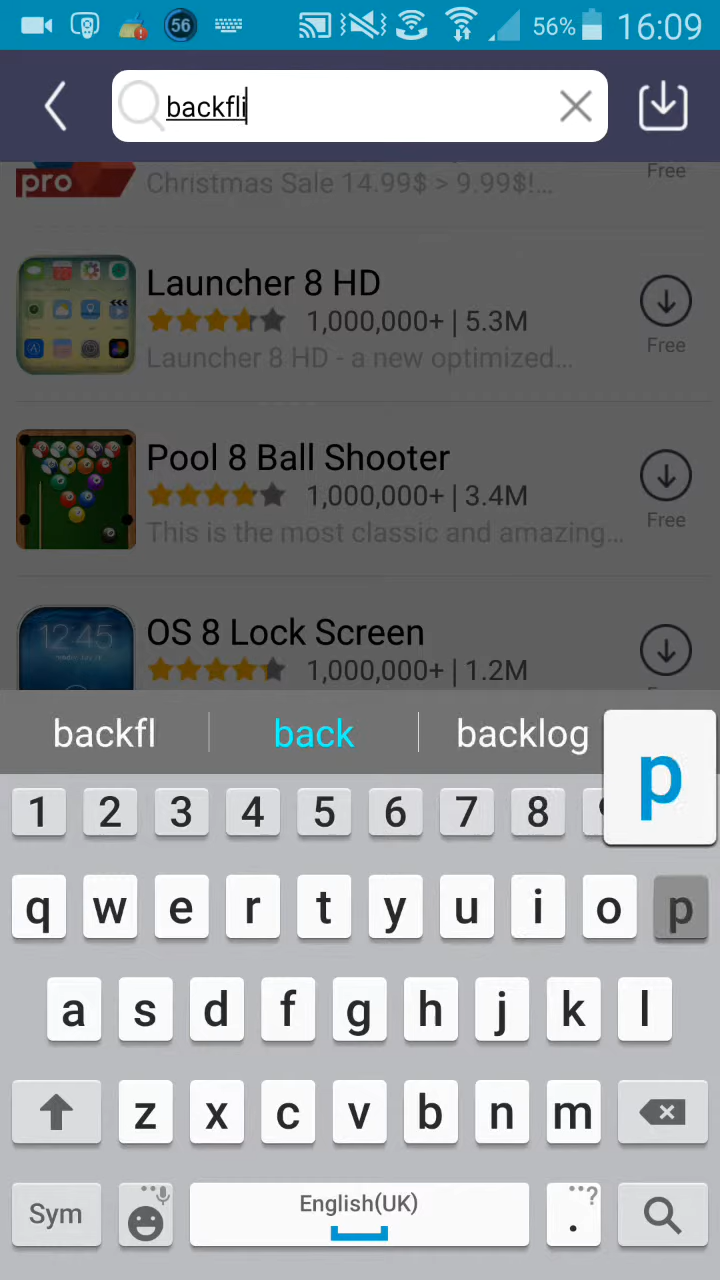 56 56% 16:09
backfli
pro
Christmas Sale 14.99$ > 9.99$!...
Free
Launcher 8 HD
1,000,000+ | 5.3M
Launcher 8 HD - a new optimized...
Free
Pool 8 Ball Shooter
1,000,000+ | 3.4M
This is the most classic and amazing...
Free
12:45
OS 8 Lock Screen
1,000,000+ | 1.2M
backfl back backlog
p
1 2 3 4 5 6 7 8
q w e r t y u i o p
a s d f g h j k l
z x c v b n m
Sym English(UK) . ?